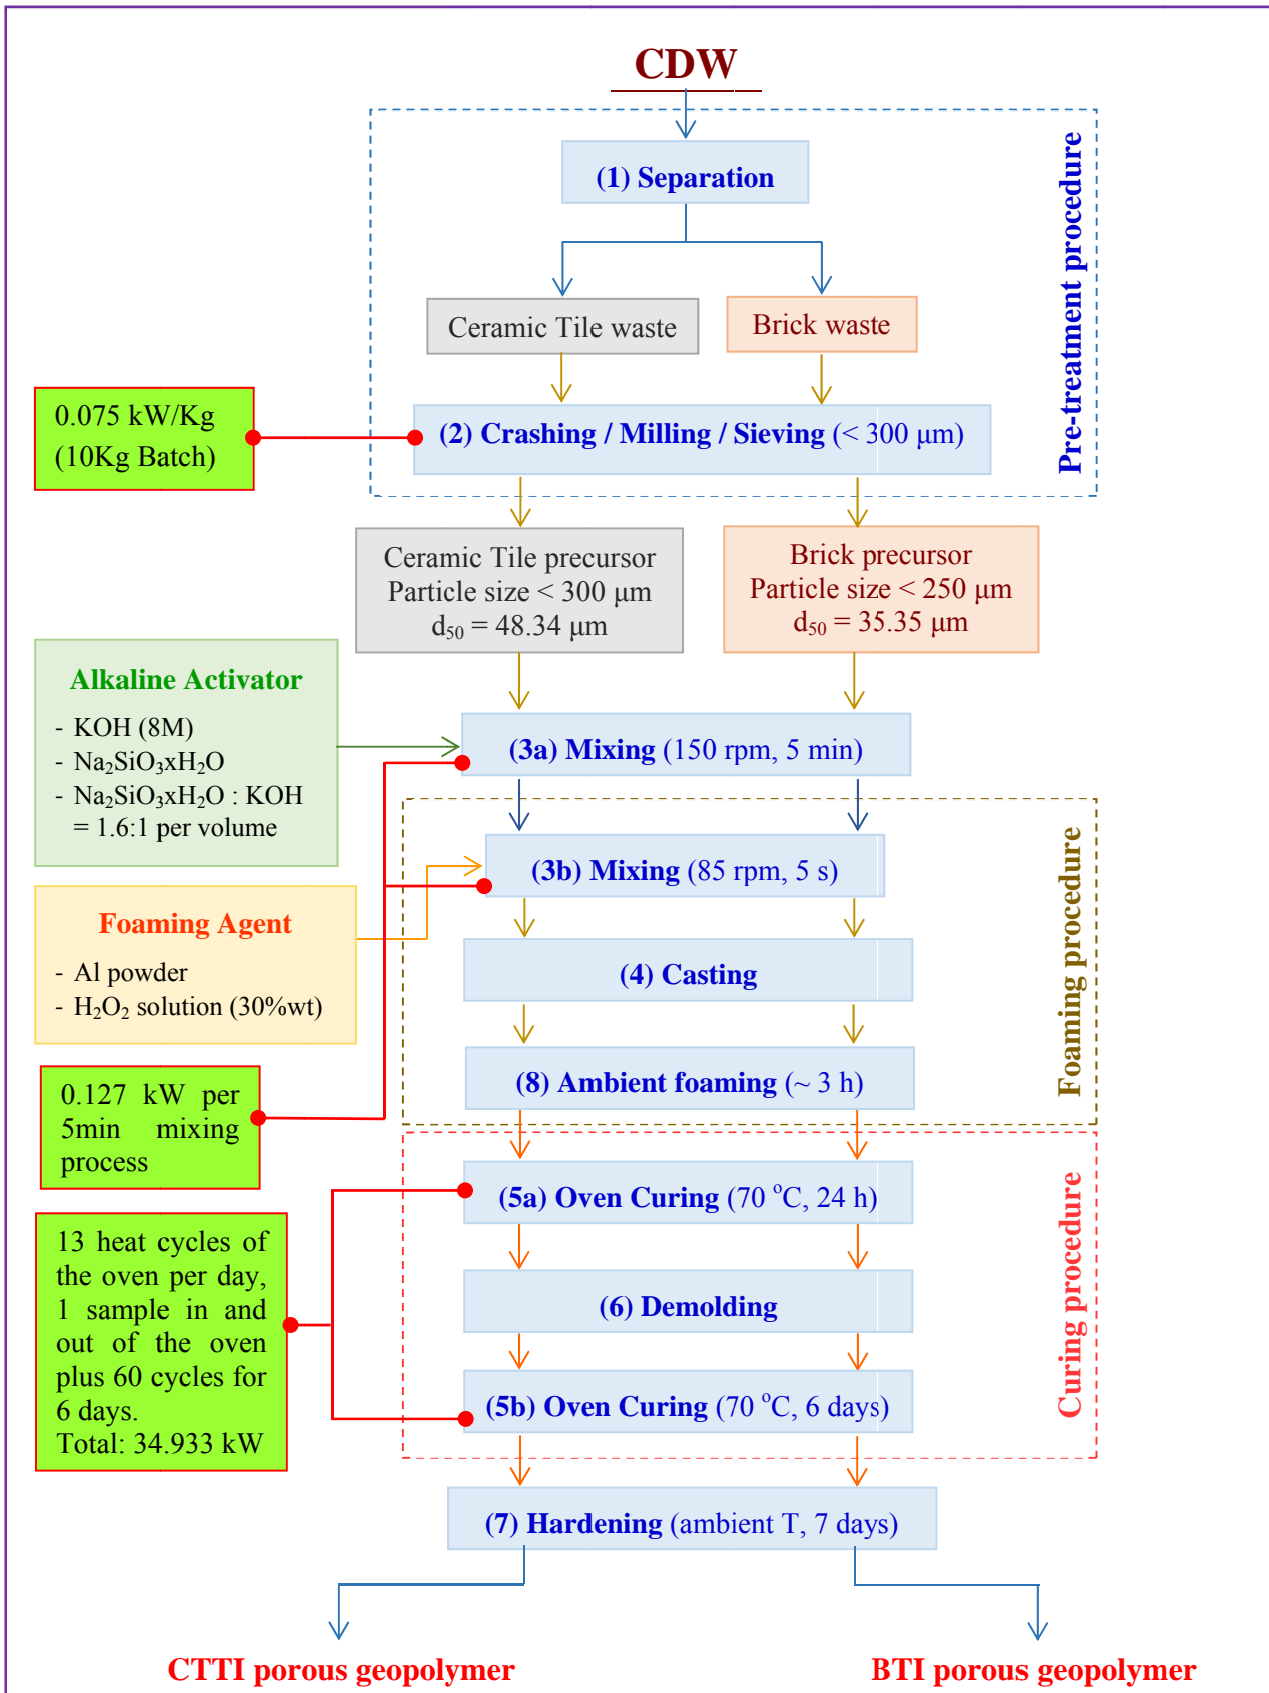 CDW
(1) Separation
Ceramic Tile waste
Brick waste
Pre-treatment procedure
0.075 kW/Kg
(10Kg Batch)
(2) Crashing / Milling / Sieving (< 300 μm)
Ceramic Tile precursor
Particle size < 300 μm
d₅₀ = 48.34 μm
Brick precursor
Particle size < 250 μm
d₅₀ = 35.35 μm
Alkaline Activator
- KOH (8M)
- Na₂SiO₃xH₂O
- Na₂SiO₃xH₂O : KOH
= 1.6:1 per volume
(3a) Mixing (150 rpm, 5 min)
(3b) Mixing (85 rpm, 5 s)
Foaming Agent
- Al powder
- H₂O₂ solution (30%wt)
(4) Casting
(8) Ambient foaming (~ 3 h)
Foaming procedure
0.127 kW per
5min mixing
process
(5a) Oven Curing (70 °C, 24 h)
13 heat cycles of
the oven per day,
1 sample in and
out of the oven
plus 60 cycles for
6 days.
Total: 34.933 kW
(6) Demolding
(5b) Oven Curing (70 °C, 6 days)
Curing procedure
(7) Hardening (ambient T, 7 days)
CTTI porous geopolymer
BTI porous geopolymer